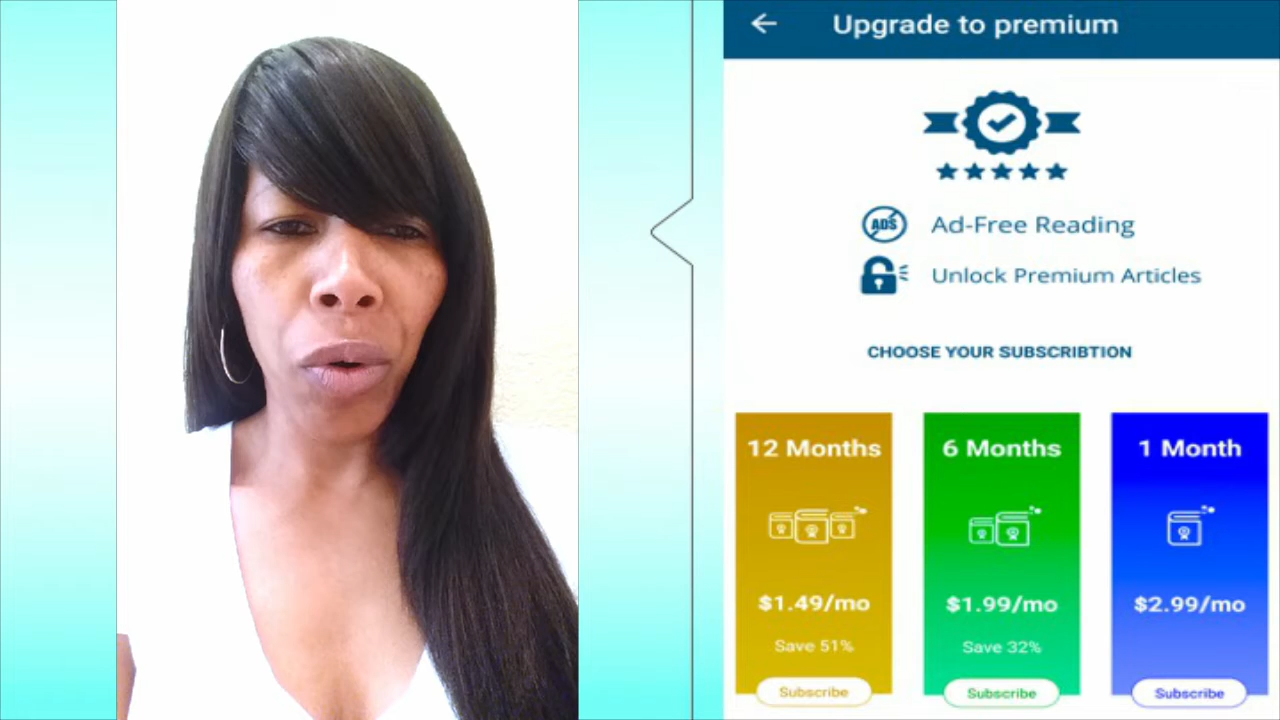 Upgrade to premium
ADS
Ad-Free Reading
Unlock Premium Articles
CHOOSE YOUR SUBSCRIBTION
12 Months
6 Months
1 Month
$1.49/mo
$1.99/mo
$2.99/mo
Save 51%
Save 32%
Subscribe
Subscribe
Subscribe